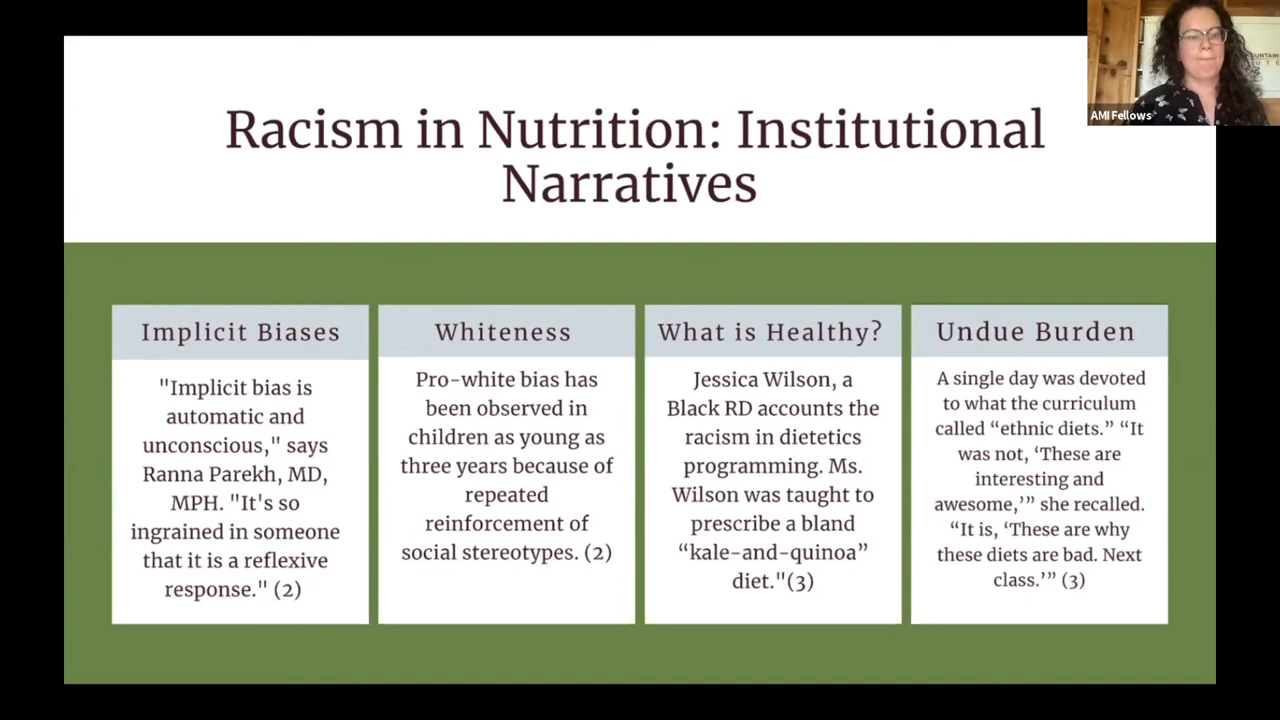 Racism in Nutrition: Institutional
Narratives
AMI Fellows
Implicit Biases
"Implicit bias is
automatic and
unconscious," says
Ranna Parekh, MD,
MPH. "It's so
ingrained in someone
that it is a reflexive
response." (2)
Whiteness
Pro-white bias has
been observed in
children as young as
three years because of
repeated
reinforcement of
social stereotypes. (2)
What is Healthy?
Jessica Wilson, a
Black RD accounts the
racism in dietetics
programming. Ms.
Wilson was taught to
prescribe a bland
“kale-and-quinoa”
diet."(3)
Undue Burden
A single day was devoted
to what the curriculum
called “ethnic diets.” “It
was not, ‘These are
interesting and
awesome,’” she recalled.
“It is, ‘These are why
these diets are bad. Next
class.’” (3)